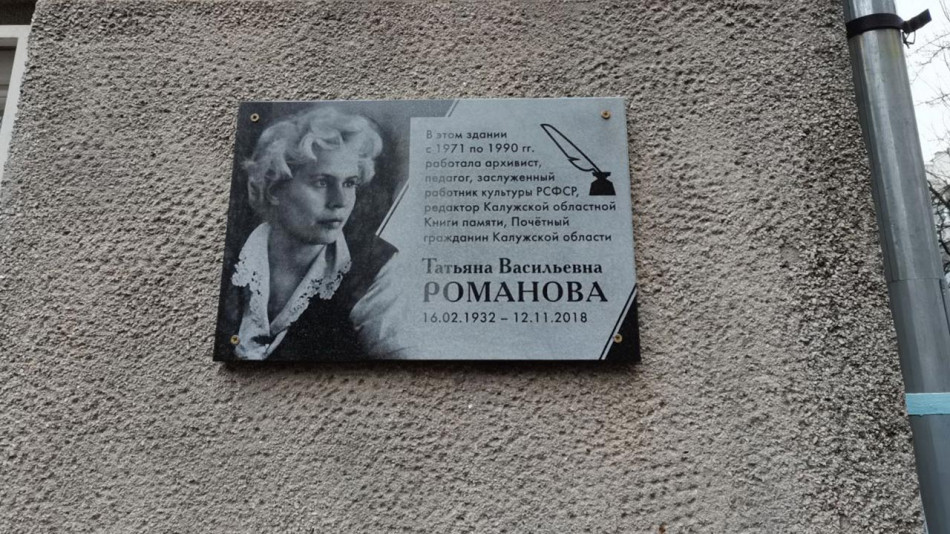 В этом здании
с 1971 по 1990 гг.
работала архивист,
педагог, заслуженный
работник культуры РСФСР,
редактор Калужской областной
Книги памяти, Почётный
гражданин Калужской области
Татьяна Васильевна
РОМАНОВА
16.02.1932 – 12.11.2018